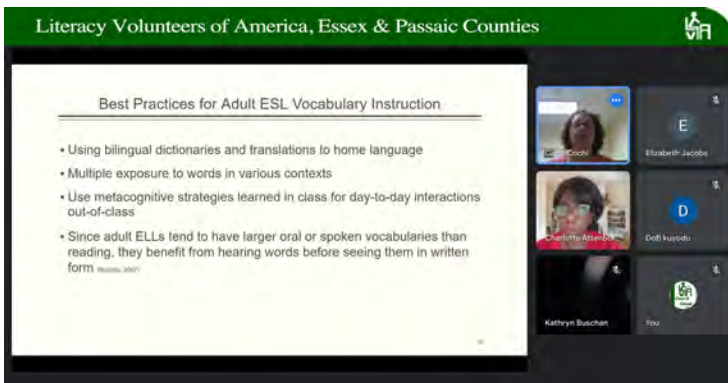 Literacy Volunteers of America, Essex & Passaic Counties
LVA
Best Practices for Adult ESL Vocabulary Instruction
• Using bilingual dictionaries and translations to home language
• Multiple exposure to words in various contexts
• Use metacognitive strategies learned in class for day-to-day interactions
out-of-class
• Since adult ELLs tend to have larger oral or spoken vocabularies than
reading, they benefit from hearing words before seeing them in written
form
Cochi
E
Elizabeth Jacobs
Charlotte
D
Dofi kuyodu
Kathryn Buschan
You